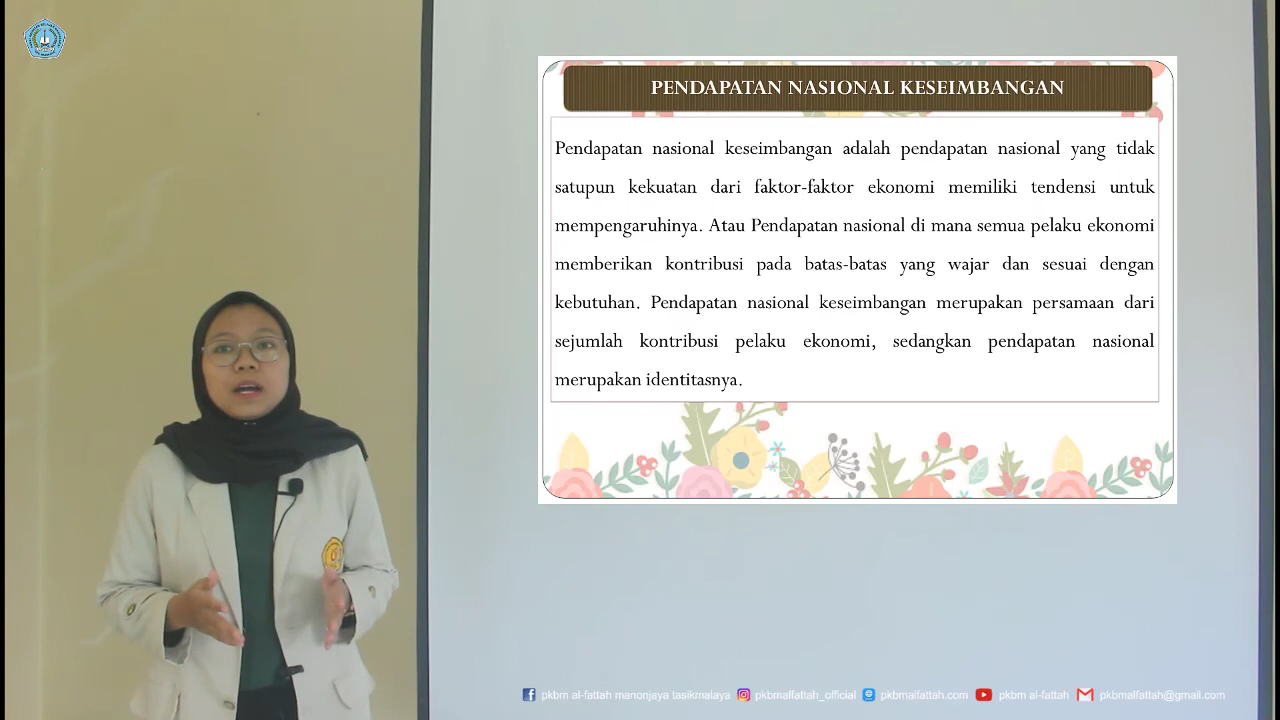 PENDAPATAN NASIONAL KESEIMBANGAN
Pendapatan nasional keseimbangan adalah pendapatan nasional yang tidak
satupun kekuatan dari faktor-faktor ekonomi memiliki tendensi untuk
mempengaruhinya. Atau Pendapatan nasional di mana semua pelaku ekonomi
memberikan kontribusi pada batas-batas yang wajar dan sesuai dengan
kebutuhan. Pendapatan nasional keseimbangan merupakan persamaan dari
sejumlah kontribusi pelaku ekonomi, sedangkan pendapatan nasional
merupakan identitasnya.
pkbm al-fattah manonjaya tasikmalaya pkbmalfattah_official pkbmalfattah.com pkbm al-fattah pkbmalfattah@gmail.com